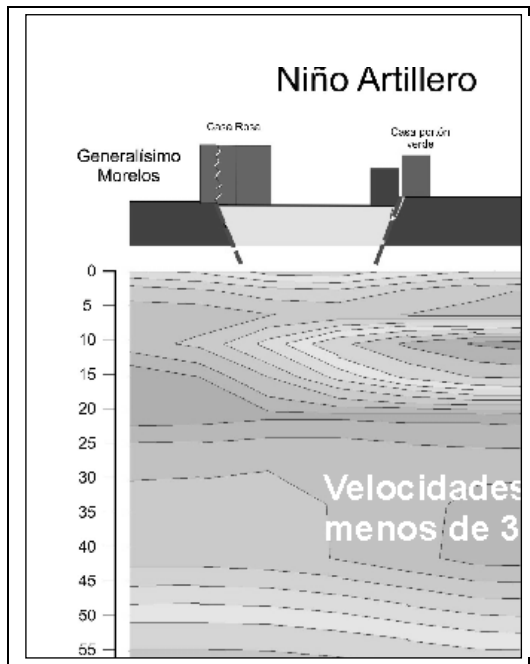 Niño Artillero
Casa Rosa
Casa portón
verde
Generalísimo
Morelos
0
5
10
15
20
25
30
35
40
45
50
55
Velocidades
menos de 3